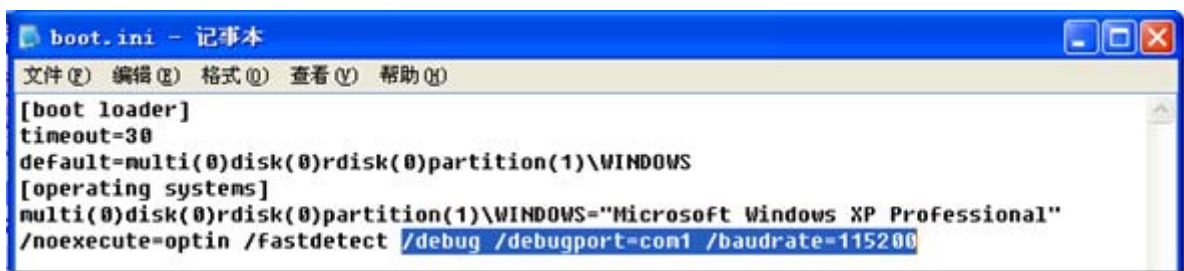 boot.ini - 记事本
文件(F) 编辑(E) 格式(O) 查看(V) 帮助(H)
[boot loader]
timeout=30
default=multi(0)disk(0)rdisk(0)partition(1)\WINDOWS
[operating systems]
multi(0)disk(0)rdisk(0)partition(1)\WINDOWS="Microsoft Windows XP Professional"
/noexecute=optin /fastdetect /debug /debugport=com1 /baudrate=115200